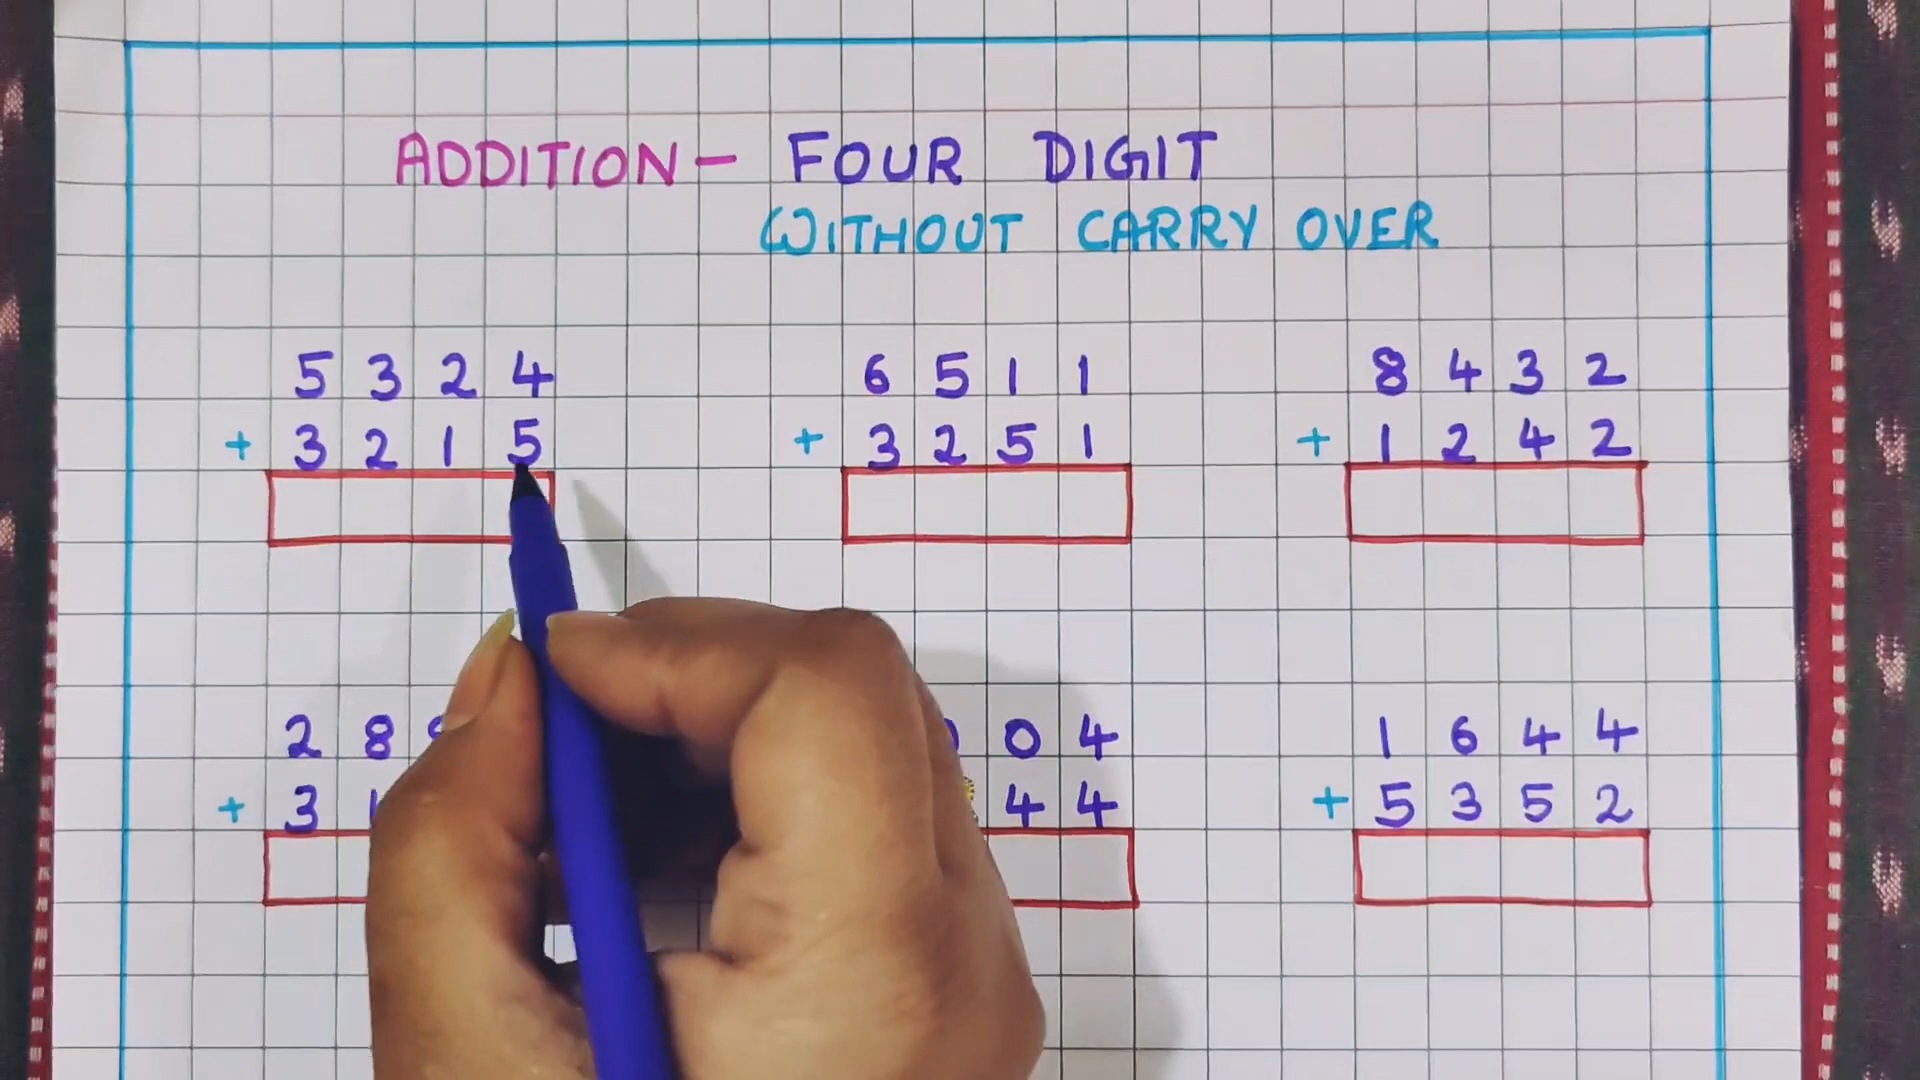 ADDITION - FOUR DIGIT
WITHOUT CARRY OVER
5 3 2 4
+ 3 2 1 5
6 5 1 1
+ 3 2 5 1
8 4 3 2
+ 1 2 4 2
2 8
+ 3 1
0 4
+ 4 4
1 6 4 4
+ 5 3 5 2